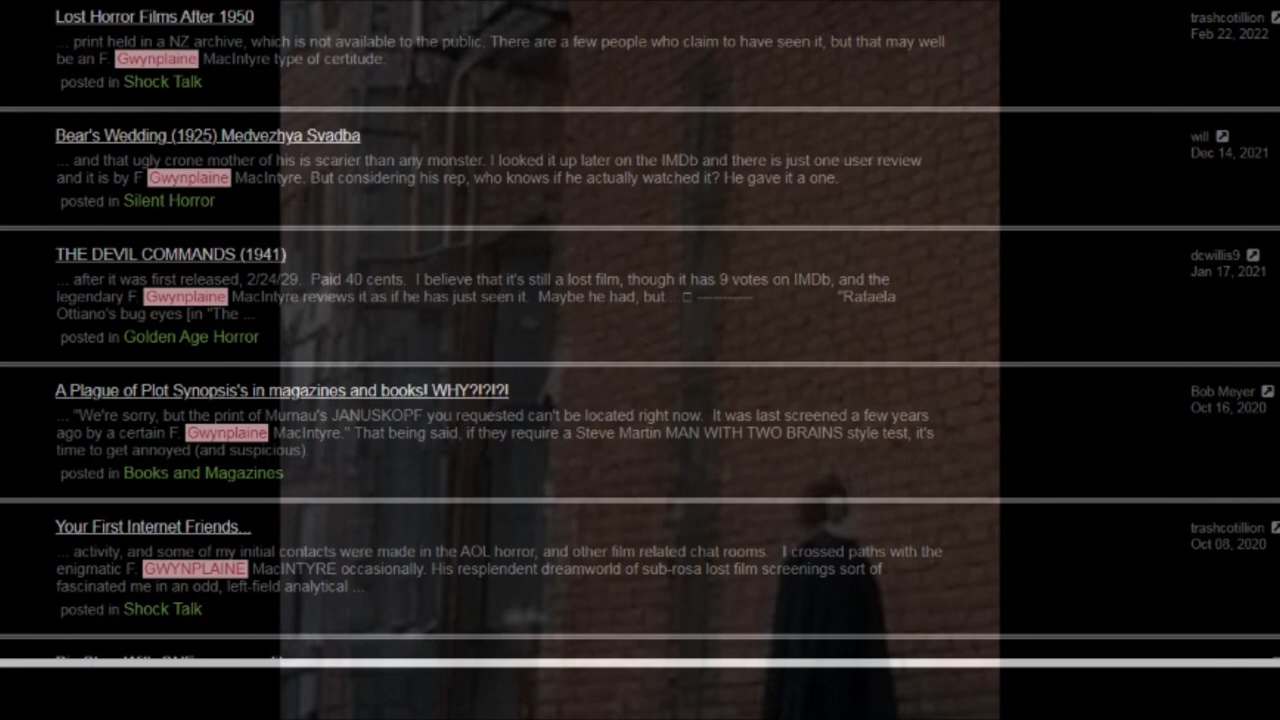 Lost Horror Films After 1950
trashcotillion
Feb 22, 2022
... print held in a NZ archive, which is not available to the public. There are a few people who claim to have seen it, but that may well
be an F. Gwynplaine MacIntyre type of certitude.
posted in Shock Talk
Bear's Wedding (1925) Medvezhya Svadba
will
Dec 14, 2021
... and that ugly crone mother of his is scarier than any monster. I looked it up later on the IMDb and there is just one user review
and it is by F Gwynplaine MacIntyre. But considering his rep, who knows if he actually watched it? He gave it a one.
posted in Silent Horror
THE DEVIL COMMANDS (1941)
dcwillis9
Jan 17, 2021
... after it was first released, 2/24/29. Paid 40 cents. I believe that it's still a lost film, though it has 9 votes on IMDb, and the
legendary F. Gwynplaine MacIntyre reviews it as if he has just seen it. Maybe he had, but... □ ----------- "Rafaela
Ottiano's bug eyes [in "The ...
posted in Golden Age Horror
A Plague of Plot Synopsis's in magazines and books! WHY?!?!?!
Bob Meyer
Oct 16, 2020
... "We're sorry, but the print of Murnau's JANUSKOPF you requested can't be located right now. It was last screened a few years
ago by a certain F. Gwynplaine MacIntyre." That being said, if they require a Steve Martin MAN WITH TWO BRAINS style test, it's
time to get annoyed (and suspicious).
posted in Books and Magazines
Your First Internet Friends...
trashcotillion
Oct 08, 2020
... activity, and some of my initial contacts were made in the AOL horror, and other film related chat rooms. I crossed paths with the
enigmatic F. GWYNPLAINE MacINTYRE occasionally. His resplendent dreamworld of sub-rosa lost film screenings sort of
fascinated me in an odd, left-field analytical ...
posted in Shock Talk